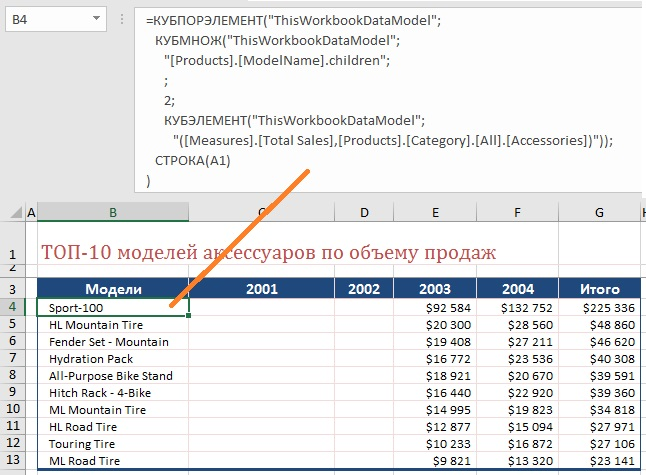 B4
=КУБПОРЭЛЕМЕНТ("ThisWorkbookDataModel";
КУБМНОЖ("ThisWorkbookDataModel";
"[Products].[ModelName].children";
;
2;
КУБЭЛЕМЕНТ("ThisWorkbookDataModel";
"([Measures].[Total Sales],[Products].[Category].[All].[Accessories])"));
СТРОКА(A1)
)
A B C D E F G H
1 ТОП-10 моделей аксессуаров по объему продаж
2
3 Модели 2001 2002 2003 2004 Итого
4 Sport-100 $92 584 $132 752 $225 336
5 HL Mountain Tire $20 300 $28 560 $48 860
6 Fender Set - Mountain $19 408 $27 211 $46 620
7 Hydration Pack $16 772 $23 536 $40 308
8 All-Purpose Bike Stand $18 921 $20 670 $39 591
9 Hitch Rack - 4-Bike $16 440 $22 920 $39 360
10 ML Mountain Tire $14 995 $19 823 $34 818
11 HL Road Tire $12 877 $15 094 $27 971
12 Touring Tire $10 233 $16 872 $27 106
13 ML Road Tire $9 821 $13 320 $23 141